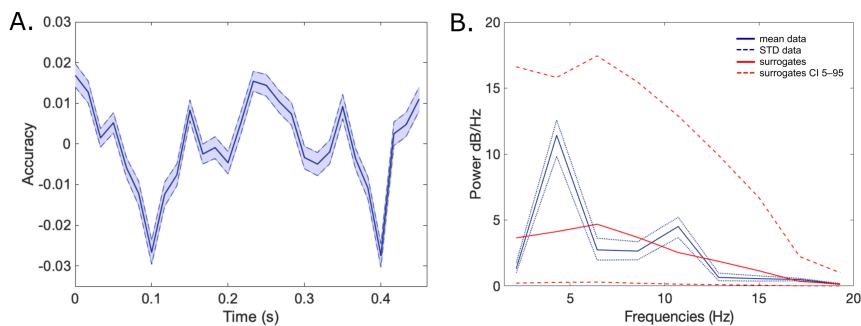 A.
0.03
0.02
0.01
0
-0.01
-0.02
-0.03
Accuracy
0
0.1
0.2
0.3
0.4
Time (s)
B.
20
15
10
5
0
Power dB/Hz
5
10
15
20
Frequencies (Hz)
mean data
STD data
surrogates
surrogates CI 5–95